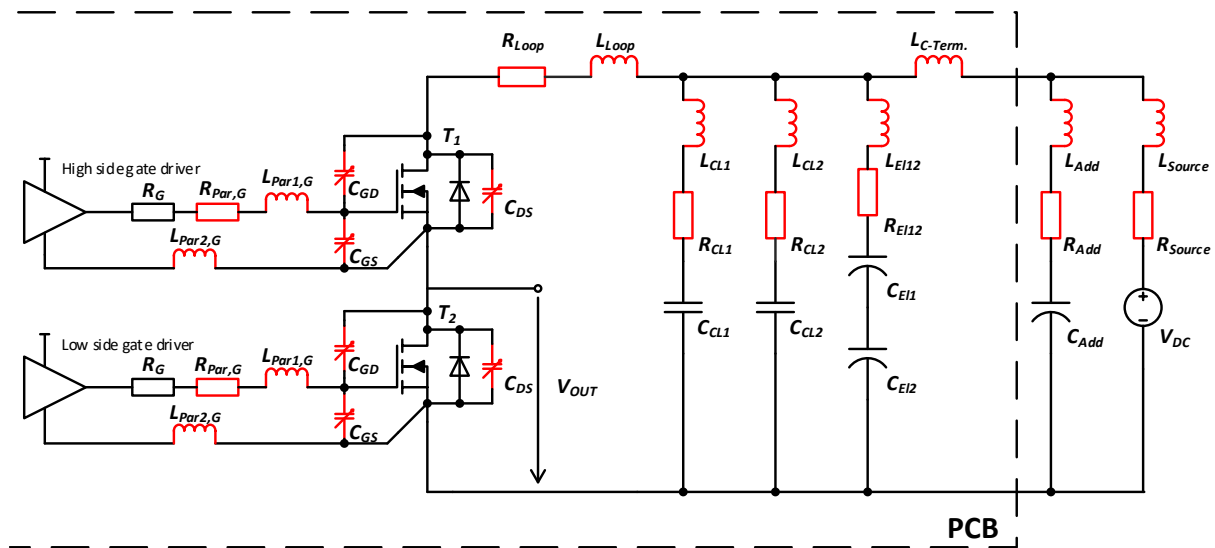 R_Loop
L_Loop
L_C-Term.
High side gate driver
R_G
R_Par,G
L_Par1,G
L_Par2,G
C_GD
C_GS
T_1
C_DS
L_CL1
L_CL2
L_El12
L_Add
L_Source
R_CL1
R_CL2
R_El12
R_Add
R_Source
C_El1
C_CL1
C_CL2
C_El2
C_Add
+
−
V_DC
Low side gate driver
R_G
R_Par,G
L_Par1,G
L_Par2,G
C_GD
C_GS
T_2
C_DS
V_OUT
PCB